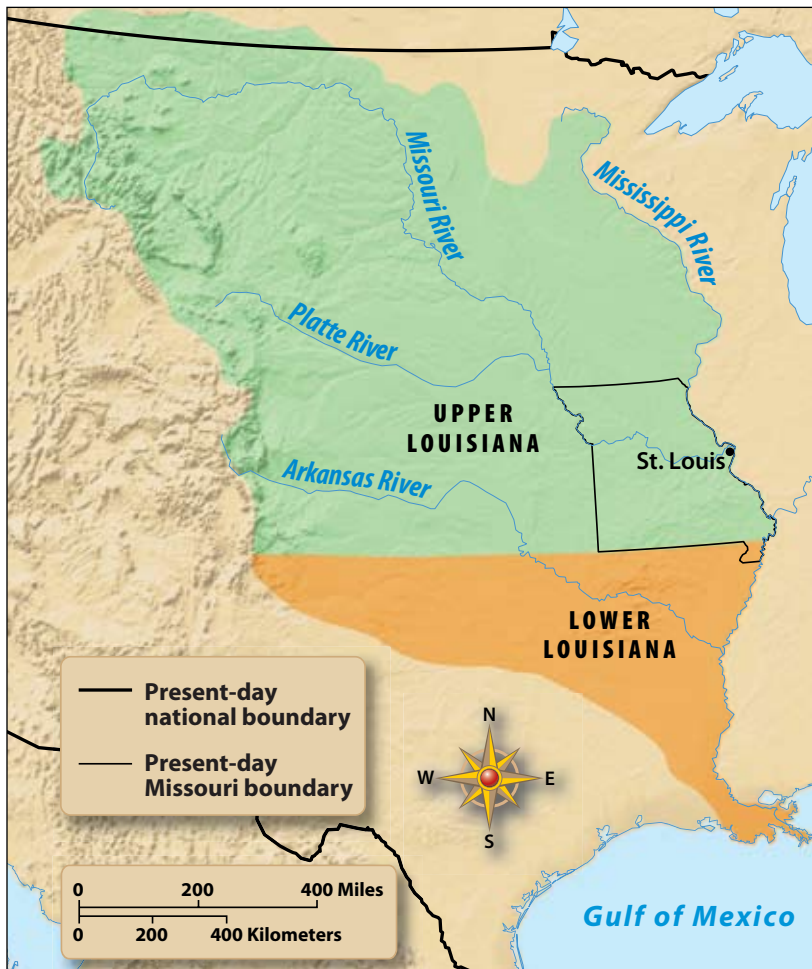 Missouri River
Mississippi River
Platte River
UPPER
LOUISIANA
St. Louis
Arkansas River
LOWER
LOUISIANA
Present-day
national boundary
Present-day
Missouri boundary
N
W
E
S
0 200 400 Miles
0 200 400 Kilometers
Gulf of Mexico